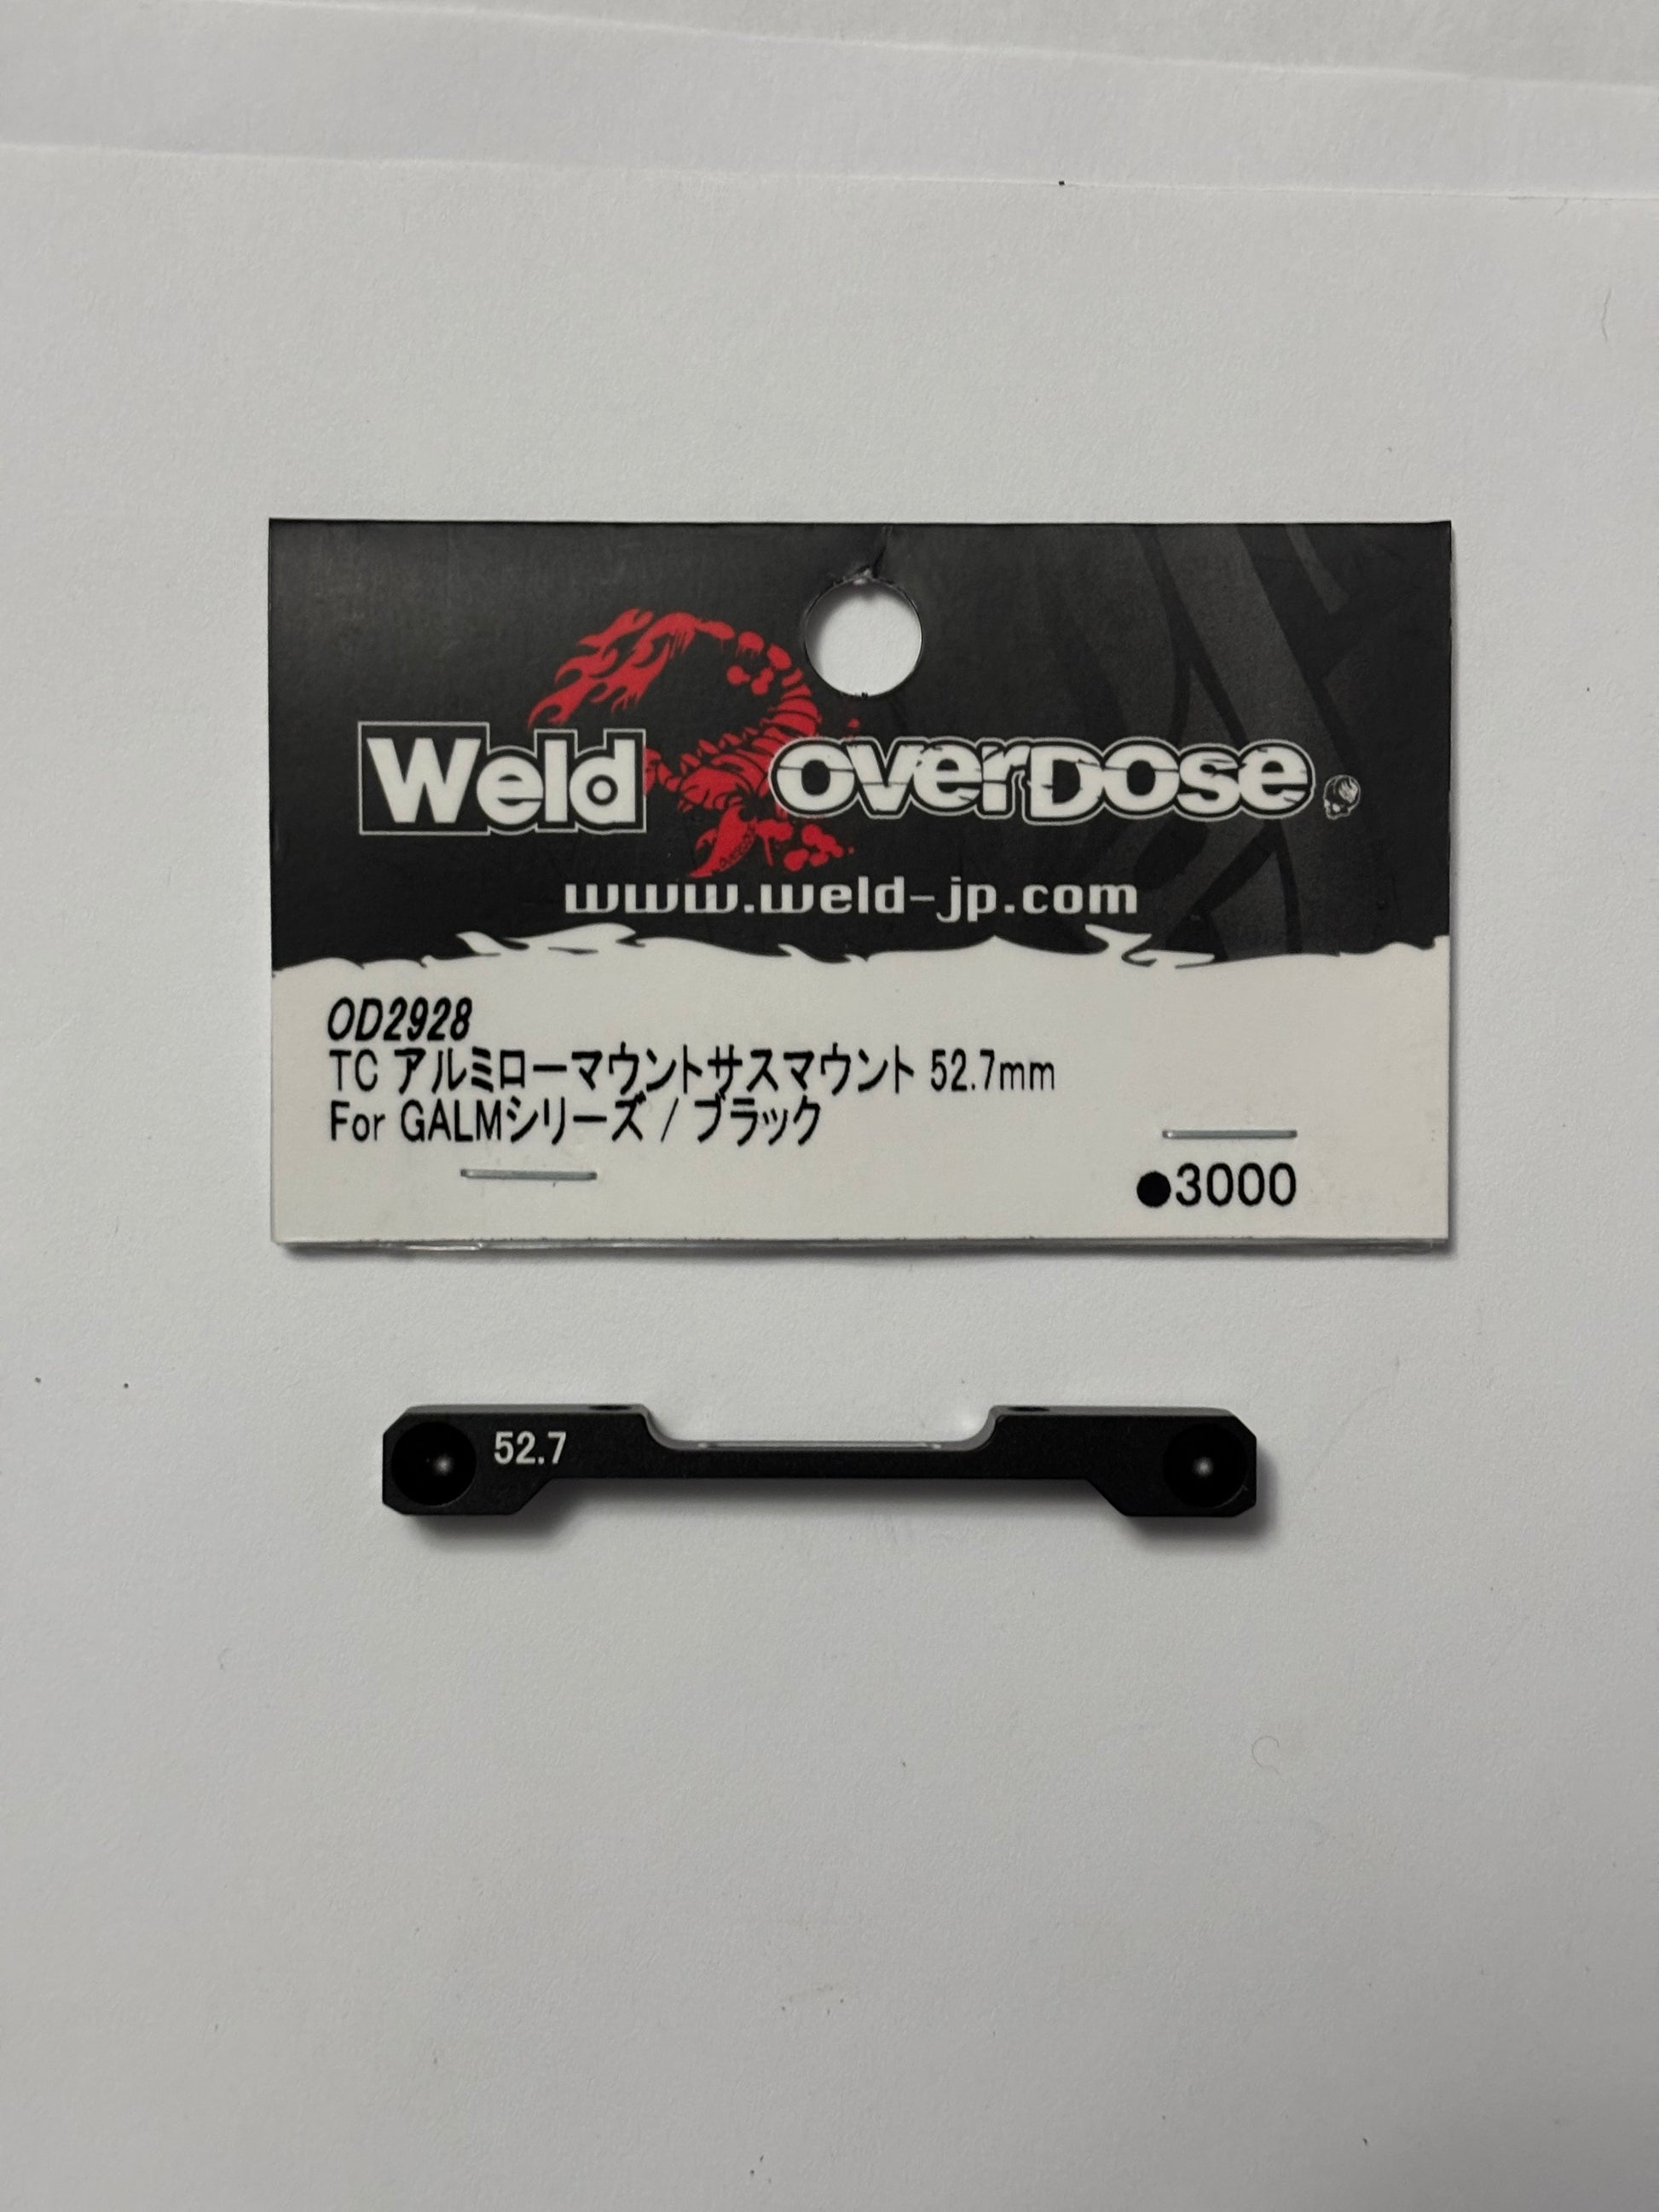 Weld overDose.
www.weld-jp.com
OD2928
TC アルミローマウントサスマウント 52.7mm
For GALMシリーズ / ブラック
●3000
52.7